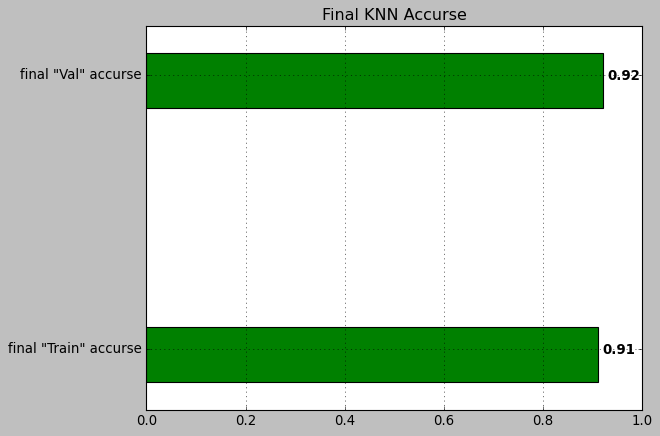 Final KNN Accurse
final "Val" accurse
0.92
final "Train" accurse
0.91
0.0 0.2 0.4 0.6 0.8 1.0